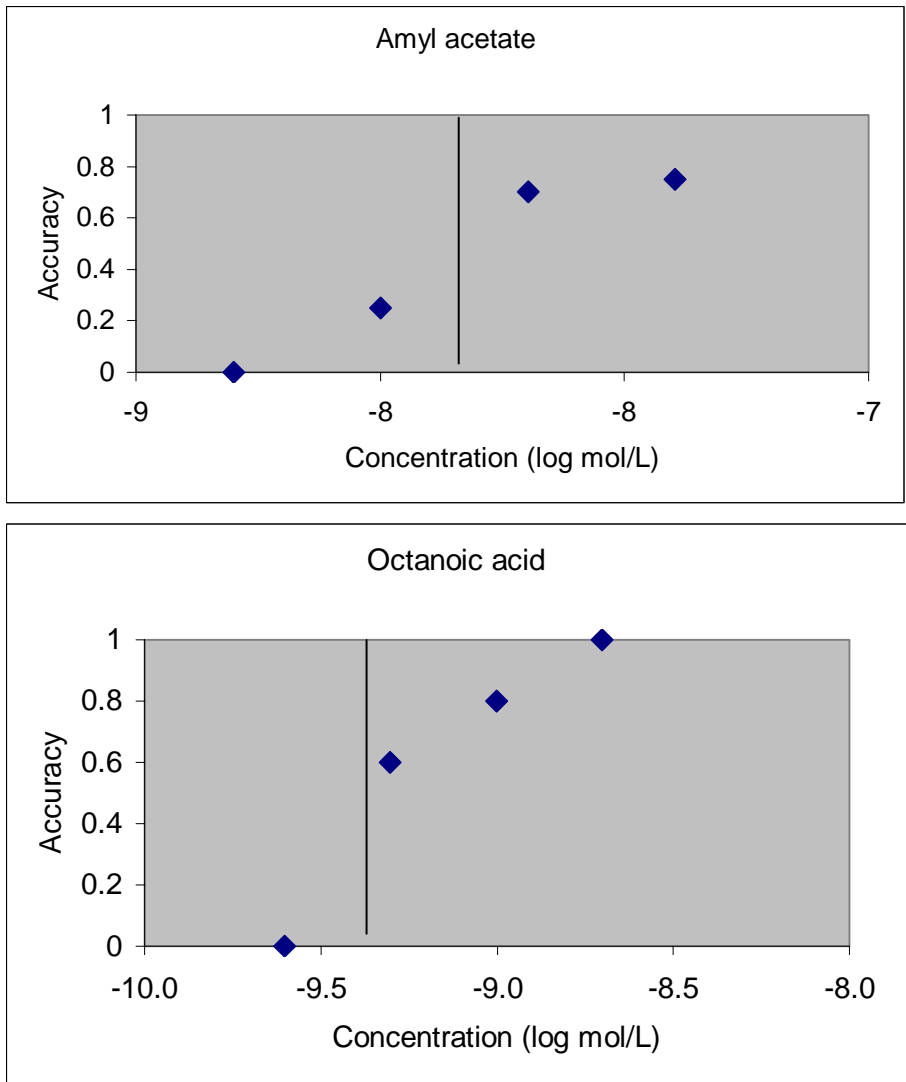 Amyl acetate
1
0.8
0.6
0.4
0.2
0
Accuracy
-9 -8 -8 -7
Concentration (log mol/L)
Octanoic acid
1
0.8
0.6
0.4
0.2
0
Accuracy
-10.0 -9.5 -9.0 -8.5 -8.0
Concentration (log mol/L)